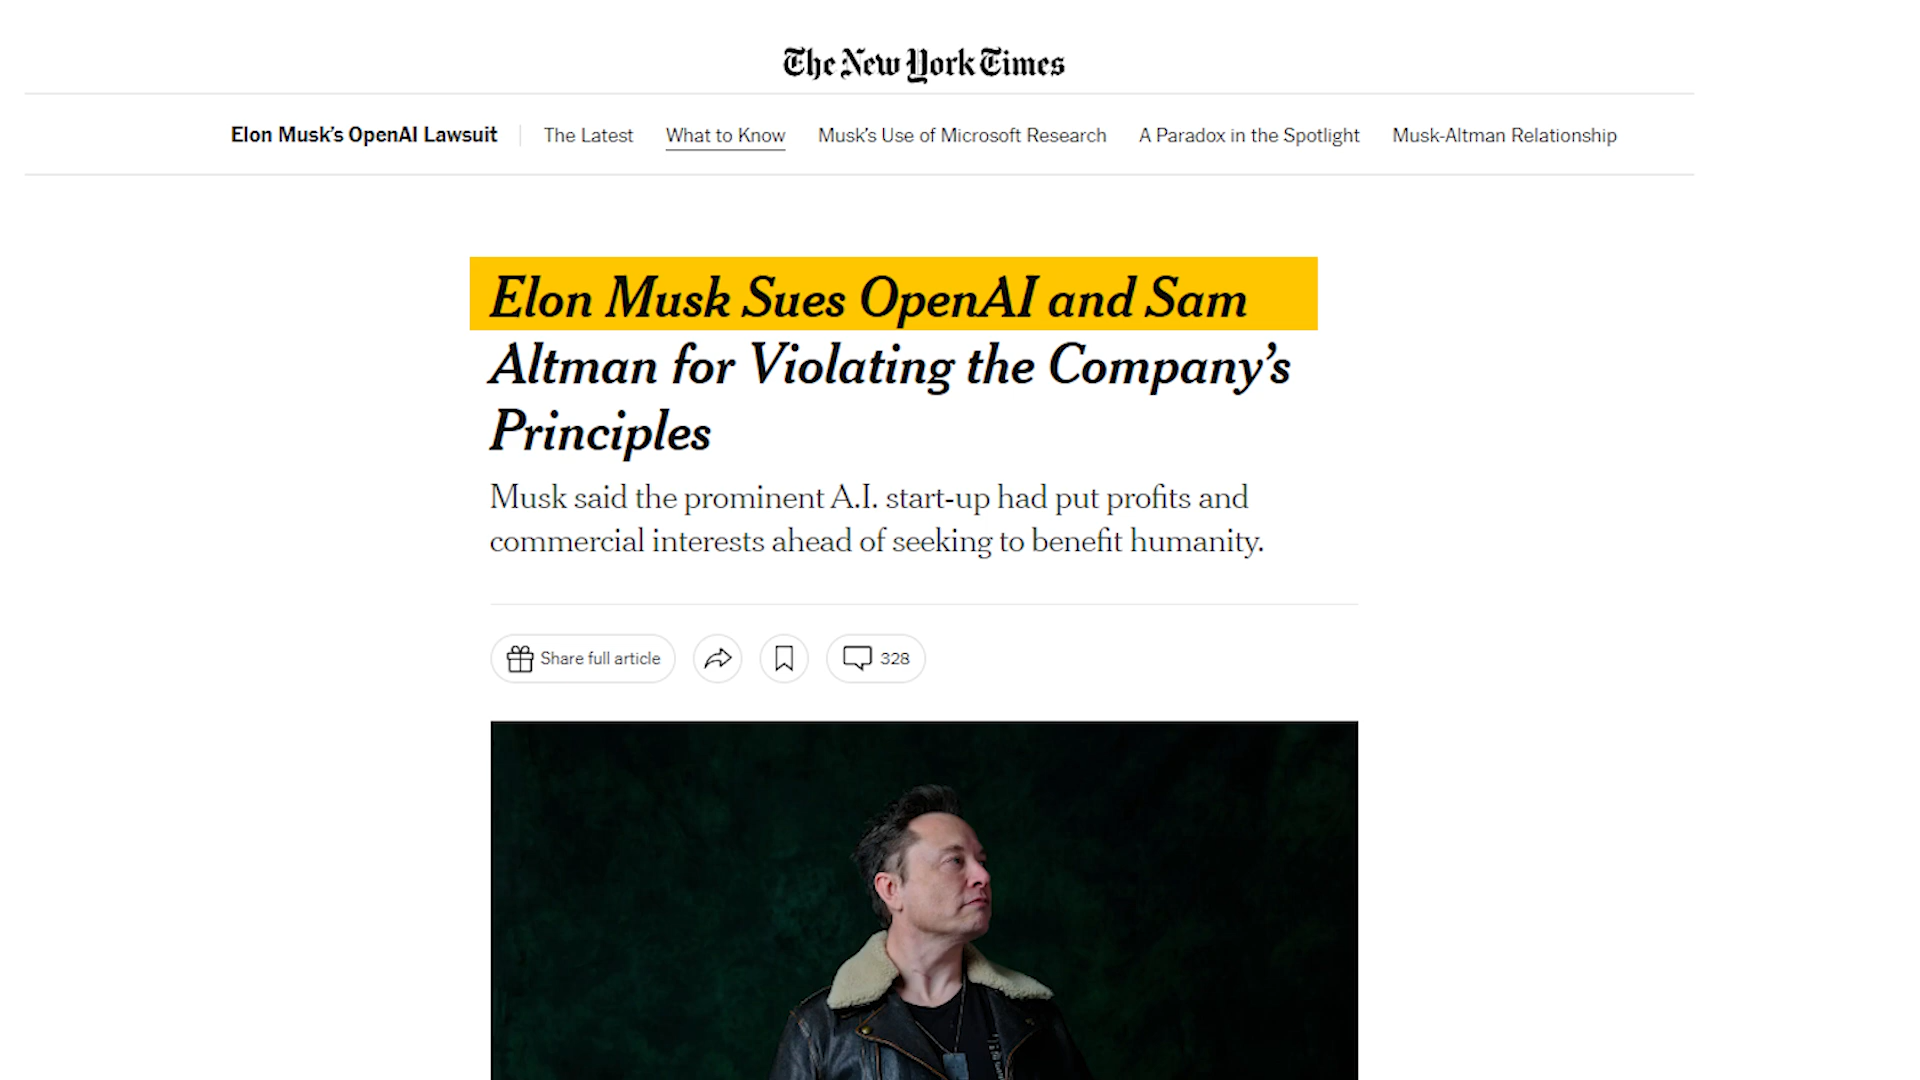 The New York Times
Elon Musk’s OpenAI Lawsuit
The Latest
What to Know
Musk’s Use of Microsoft Research
A Paradox in the Spotlight
Musk-Altman Relationship
Elon Musk Sues OpenAI and Sam
Altman for Violating the Company’s
Principles
Musk said the prominent A.I. start-up had put profits and
commercial interests ahead of seeking to benefit humanity.
Share full article
328